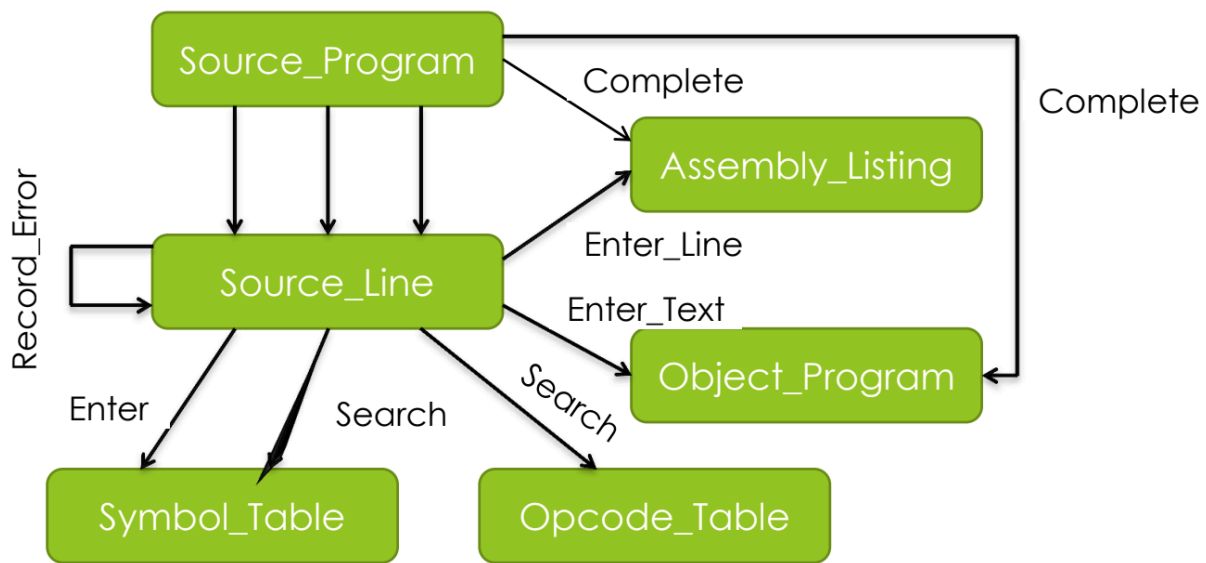 Source_Program
Complete
Complete
Assembly_Listing
Record_Error
Enter_Line
Source_Line
Enter_Text
Object_Program
Enter
Search
Search
Symbol_Table
Opcode_Table